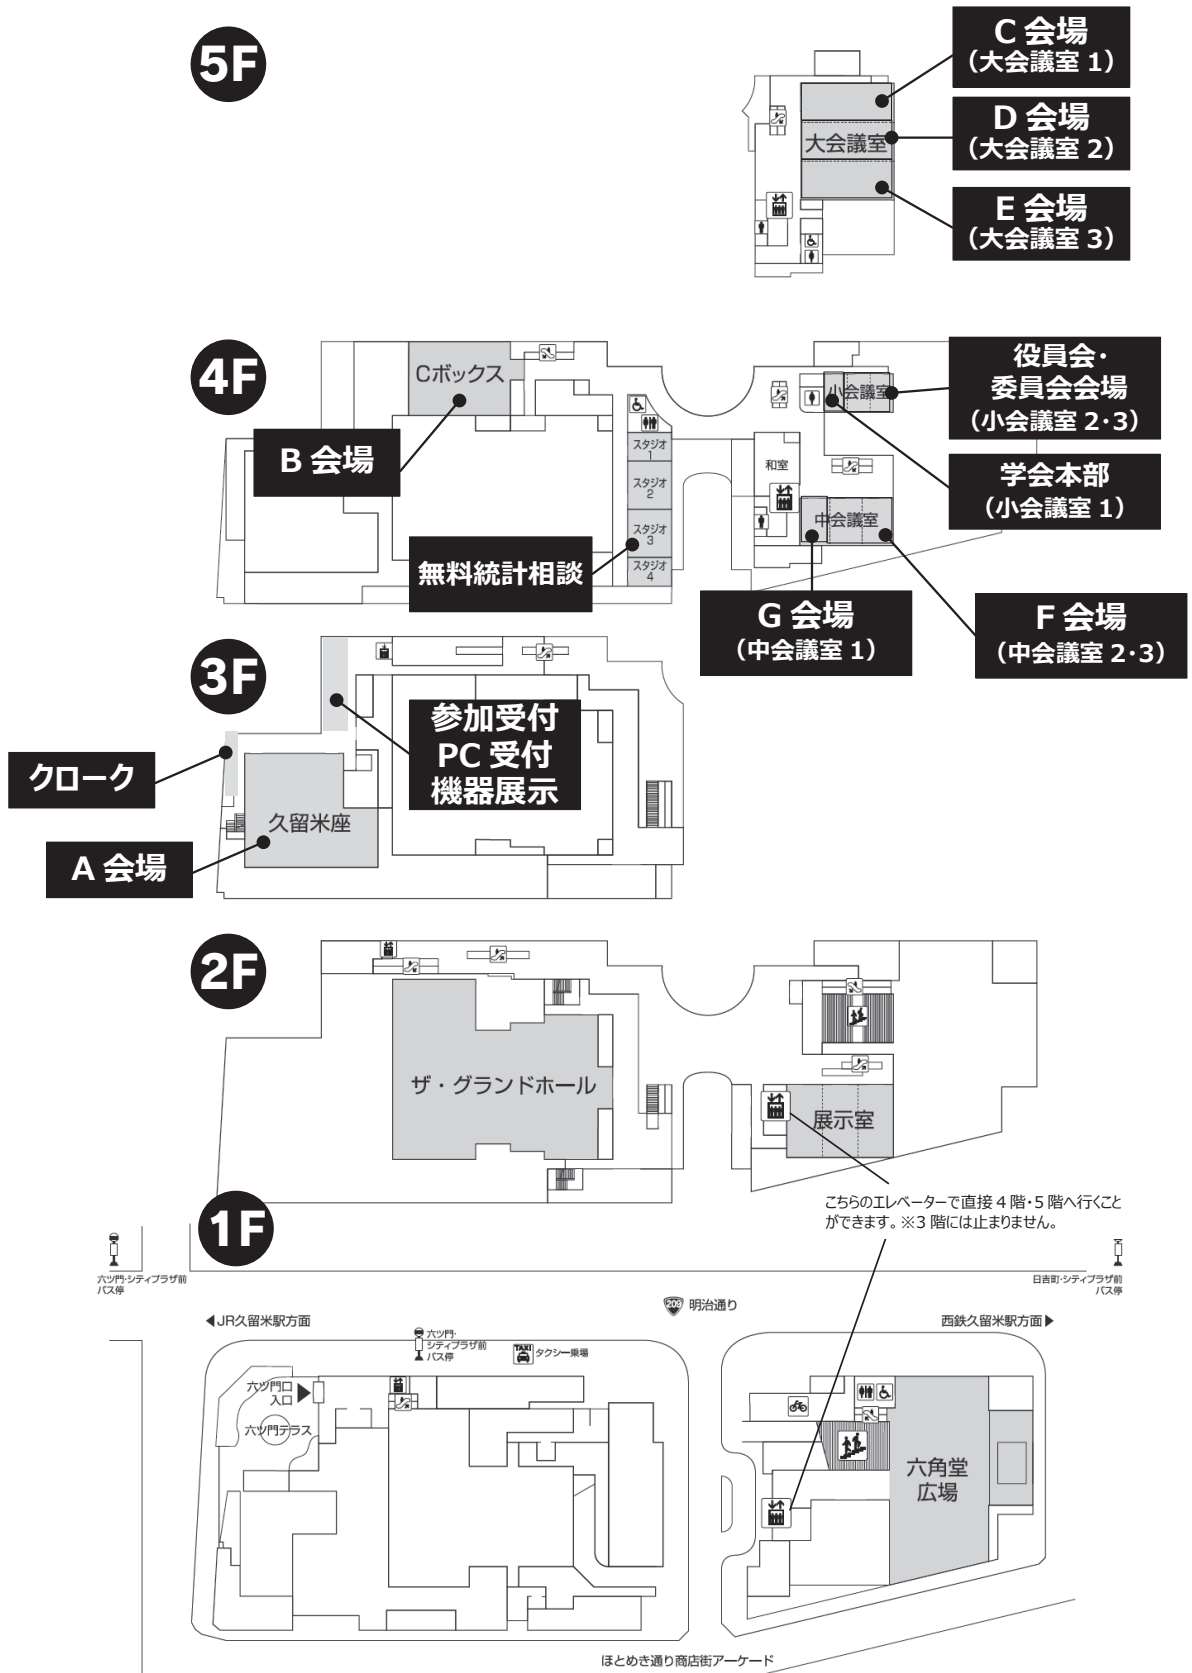 5F
C 会場
（大会議室 1）
大会議室
D 会場
（大会議室 2）
E 会場
（大会議室 3）
4F
Cボックス
B 会場
スタジオ
1
スタジオ
2
スタジオ
3
スタジオ
4
無料統計相談
和室
小会議室
役員会・
委員会会場
（小会議室 2･3）
学会本部
（小会議室 1）
中会議室
G 会場
（中会議室 1）
F 会場
（中会議室 2･3）
3F
参加受付
PC 受付
機器展示
クローク
久留米座
A 会場
2F
ザ・グランドホール
展示室
こちらのエレベーターで直接 4 階・5 階へ行くこと
ができます。※3 階には止まりません。
1F
六ツ門・シティプラザ前
バス停
日吉町・シティプラザ前
バス停
209 明治通り
◀JR久留米駅方面
西鉄久留米駅方面▶
六ツ門・
シティプラザ前
バス停
TAXI
タクシー乗場
六ツ門口
入口
六ツ門テラス
六角堂
広場
ほとめき通り商店街アーケード